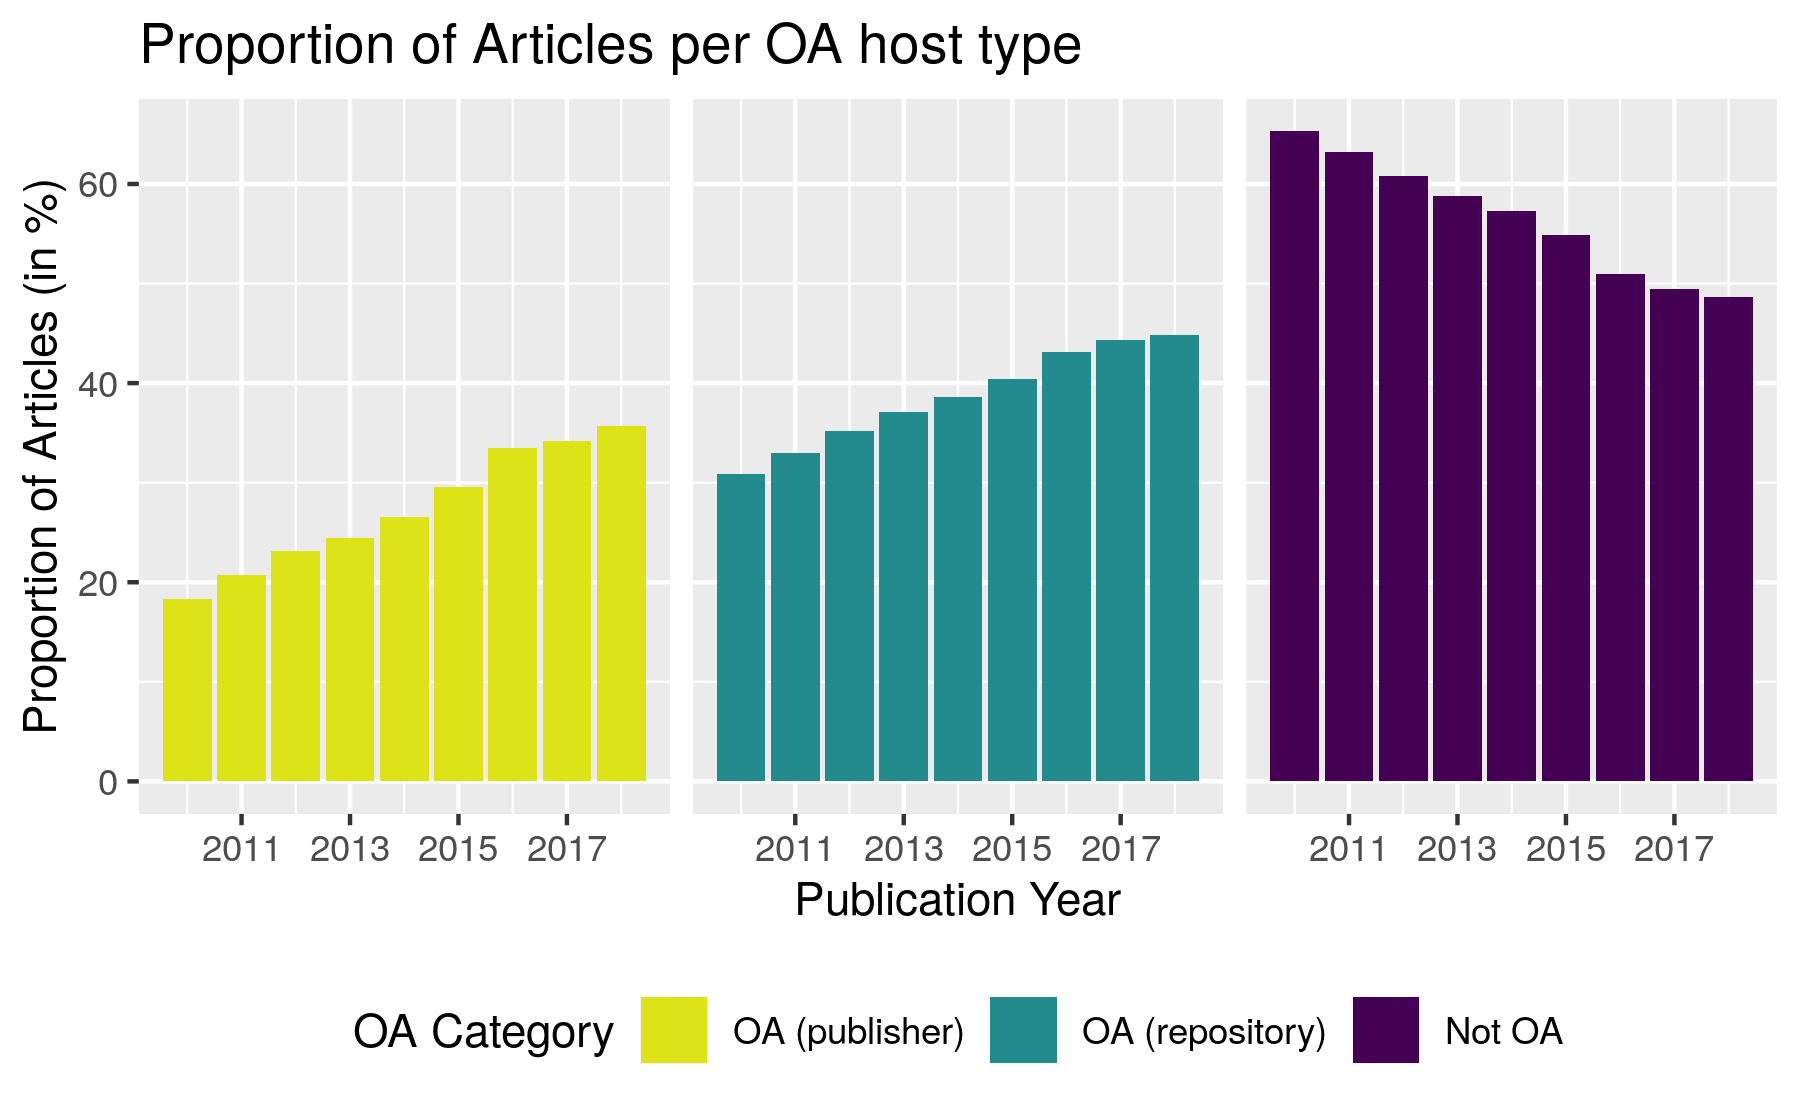 Proportion of Articles per OA host type
Proportion of Articles (in %)
60
40
20
0
2011 2013 2015 2017
2011 2013 2015 2017
2011 2013 2015 2017
Publication Year
OA Category OA (publisher) OA (repository) Not OA